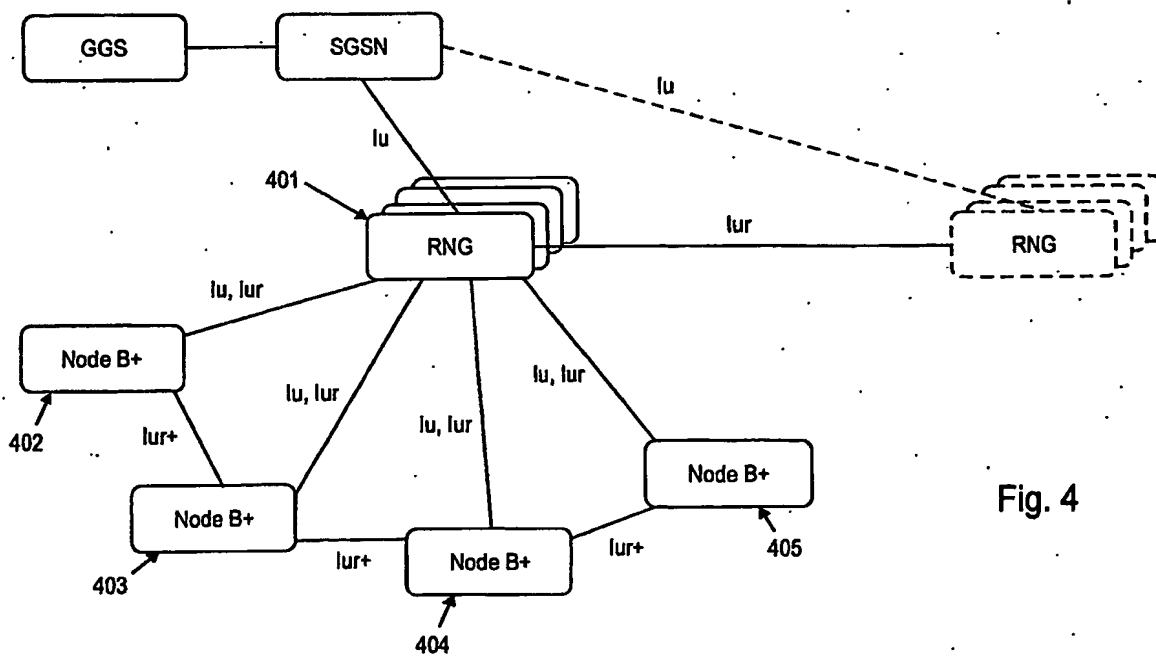 GGS
SGSN
Iu
Iu
401
RNG
Iur
RNG
Iu, Iur
Node B+
Iu, Iur
Iu, Iur
Iu, Iur
402
Iur+
Node B+
Node B+
Fig. 4
403
Iur+
Node B+
Iur+
405
404